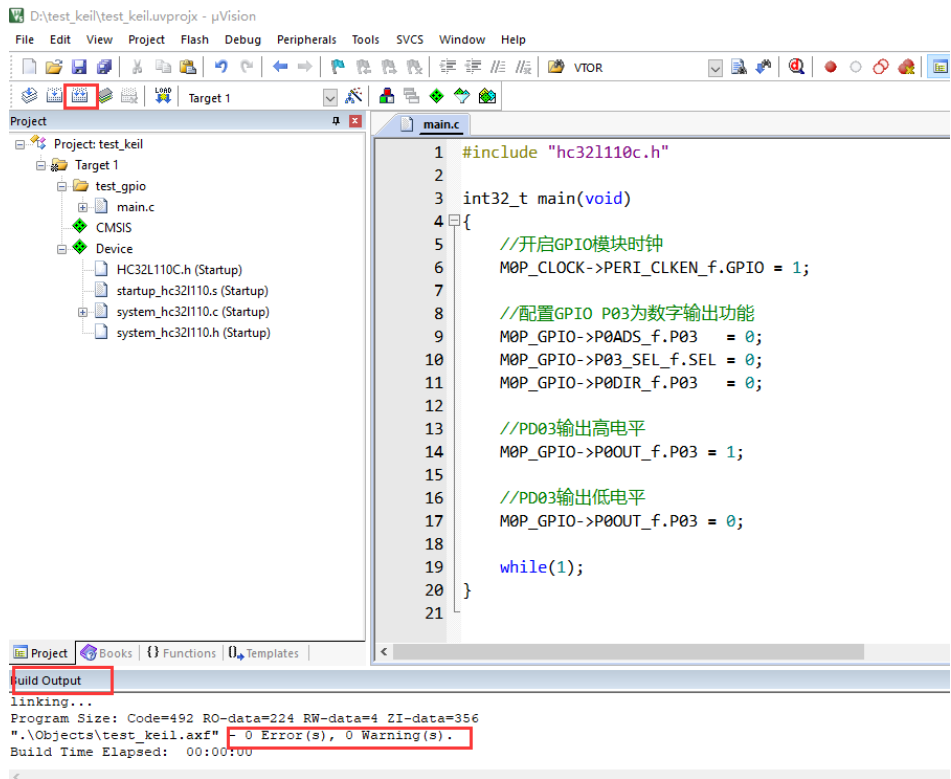 D:\test_keil\test_keil.uvprojx - µVision
File Edit View Project Flash Debug Peripherals Tools SVCS Window Help
VTOR
LOAD Target 1
Project
main.c
Project: test_keil
Target 1
test_gpio
main.c
CMSIS
Device
HC32L110C.h (Startup)
startup_hc32l110.s (Startup)
system_hc32l110.c (Startup)
system_hc32l110.h (Startup)
1 #include "hc32l110c.h"
2
3 int32_t main(void)
4 {
5 //开启GPIO模块时钟
6 M0P_CLOCK->PERI_CLKEN_f.GPIO = 1;
7
8 //配置GPIO P03为数字输出功能
9 M0P_GPIO->P0ADS_f.P03 = 0;
10 M0P_GPIO->P03_SEL_f.SEL = 0;
11 M0P_GPIO->P0DIR_f.P03 = 0;
12
13 //PD03输出高电平
14 M0P_GPIO->P0OUT_f.P03 = 1;
15
16 //PD03输出低电平
17 M0P_GPIO->P0OUT_f.P03 = 0;
18
19 while(1);
20 }
21
Project Books {} Functions 0 Templates
Build Output
linking...
Program Size: Code=492 RO-data=224 RW-data=4 ZI-data=356
".\Objects\test_keil.axf" - 0 Error(s), 0 Warning(s).
Build Time Elapsed: 00:00:00